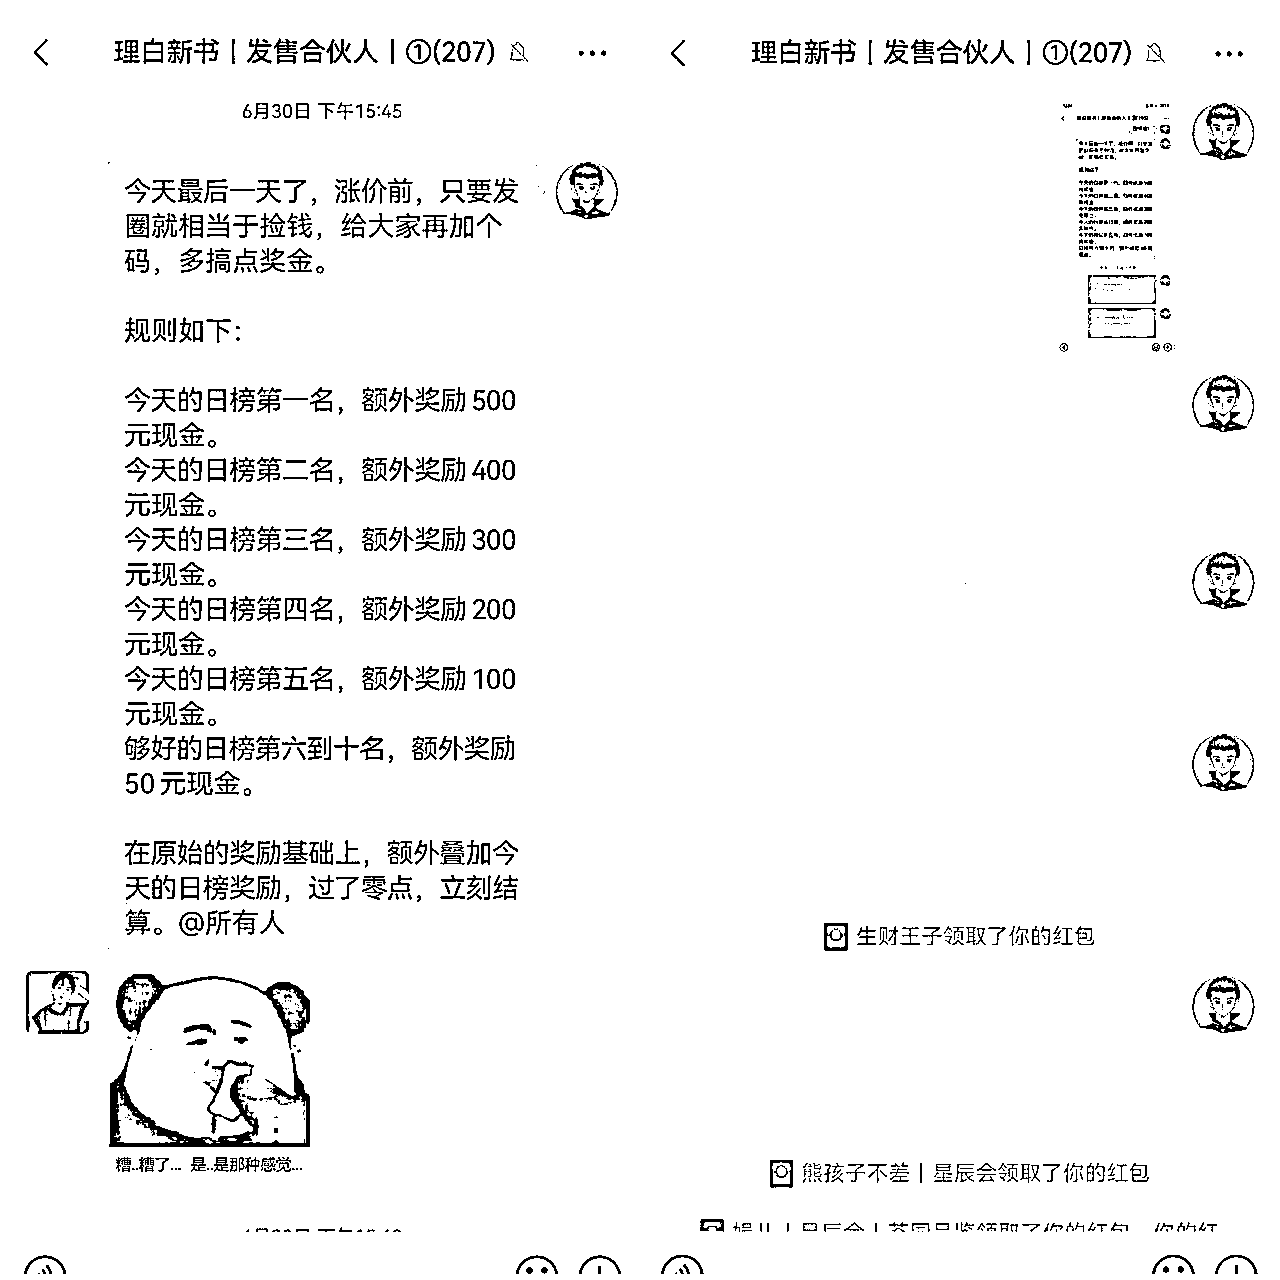 理白新书｜发售合伙人｜①(207)
6月30日 下午15:45
今天最后一天了，涨价前，只要发
圈就相当于捡钱，给大家再加个
码，多搞点奖金。
规则如下：
今天的日榜第一名，额外奖励 500
元现金。
今天的日榜第二名，额外奖励 400
元现金。
今天的日榜第三名，额外奖励 300
元现金。
今天的日榜第四名，额外奖励 200
元现金。
今天的日榜第五名，额外奖励 100
元现金。
够好的日榜第六到十名，额外奖励
50 元现金。
在原始的奖励基础上，额外叠加今
天的日榜奖励，过了零点，立刻结
算。@所有人
糟..糟了... 是..是那种感觉...
理白新书｜发售合伙人｜①(207)
生财王子领取了你的红包
熊孩子不差｜星辰会领取了你的红包